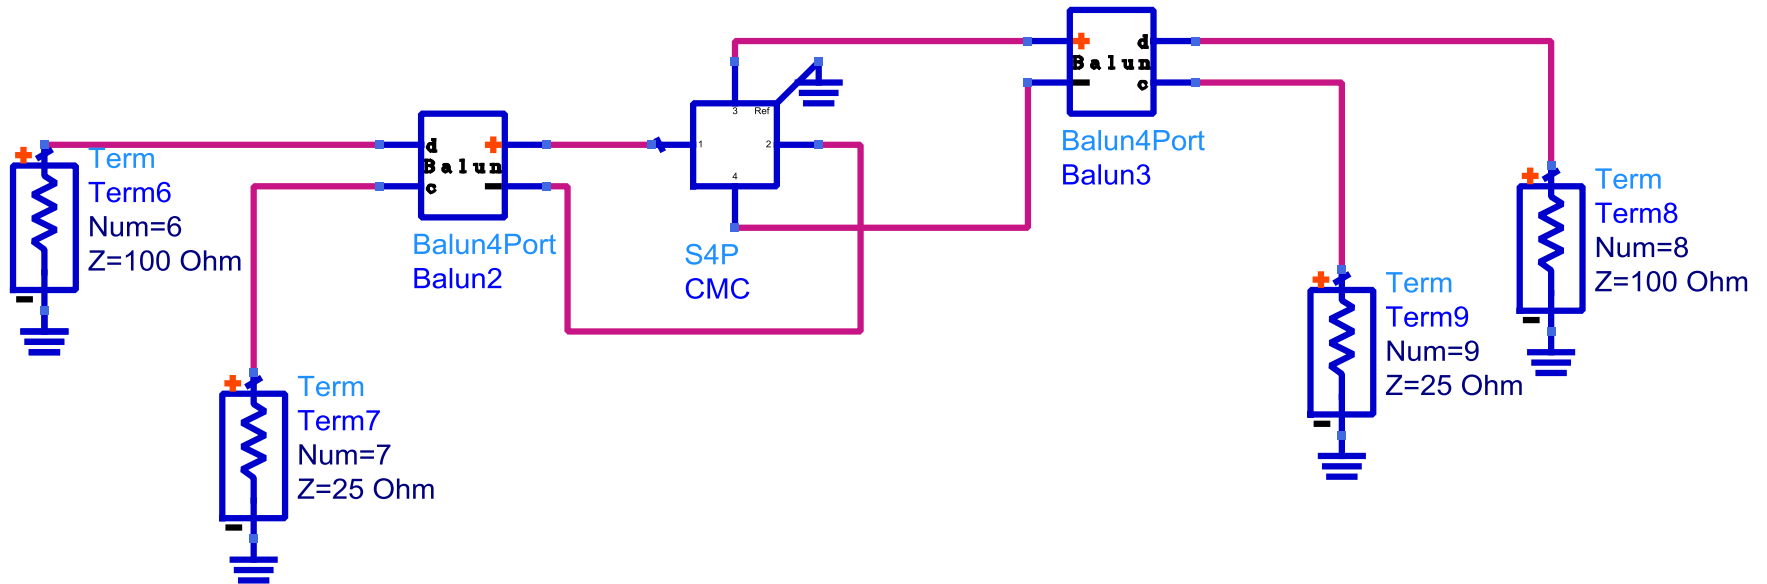 Term
Term6
Num=6
Z=100 Ohm
Term
Term7
Num=7
Z=25 Ohm
d
+
Balun
c
-
Balun4Port
Balun2
3
Ref
1
2
4
S4P
CMC
+
d
Balun
-
c
Balun4Port
Balun3
Term
Term9
Num=9
Z=25 Ohm
Term
Term8
Num=8
Z=100 Ohm